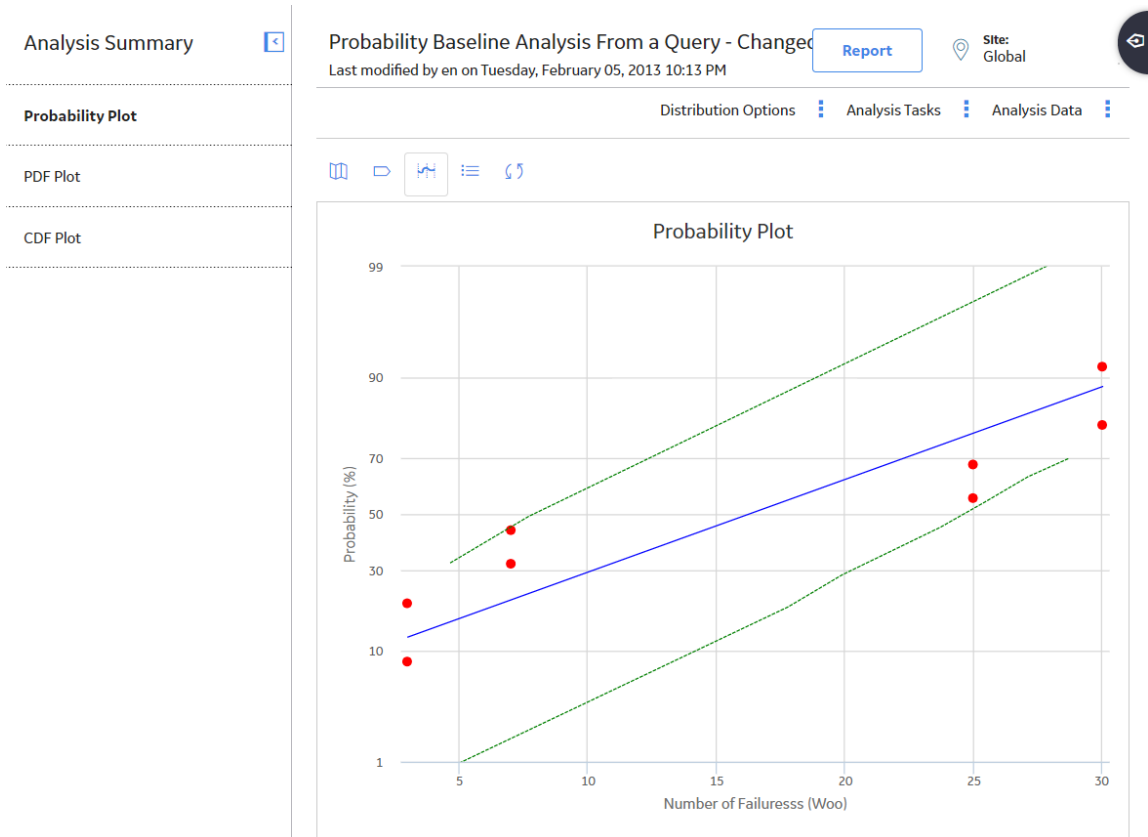 Analysis Summary
Probability Plot
PDF Plot
CDF Plot
Probability Baseline Analysis From a Query - Changed
Last modified by en on Tuesday, February 05, 2013 10:13 PM
Report
Site:
Global
Distribution Options
Analysis Tasks
Analysis Data
Probability Plot
99
90
70
50
30
10
1
Probability (%)
5
10
15
20
25
30
Number of Failuresss (Woo)